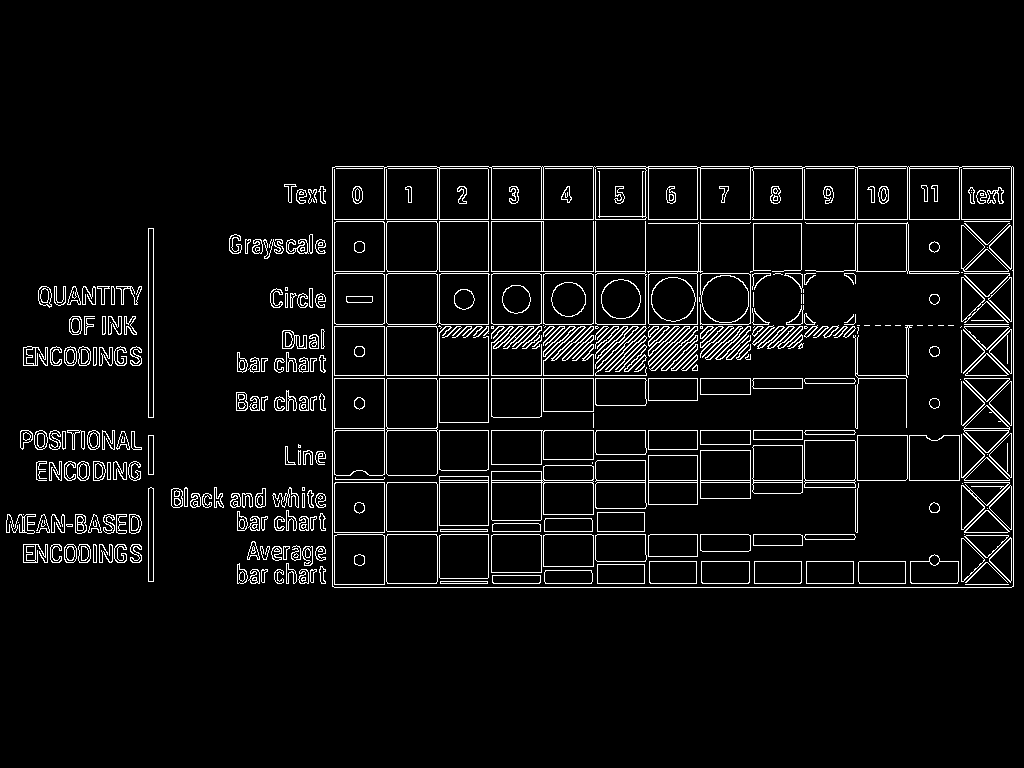 Text 0 1 2 3 4 5 6 7 8 9 10 11 text
Grayscale
QUANTITY
OF INK
ENCODINGS
Circle
Dual
bar chart
Bar chart
POSITIONAL
ENCODING
Line
MEAN-BASED
ENCODINGS
Black and white
bar chart
Average
bar chart